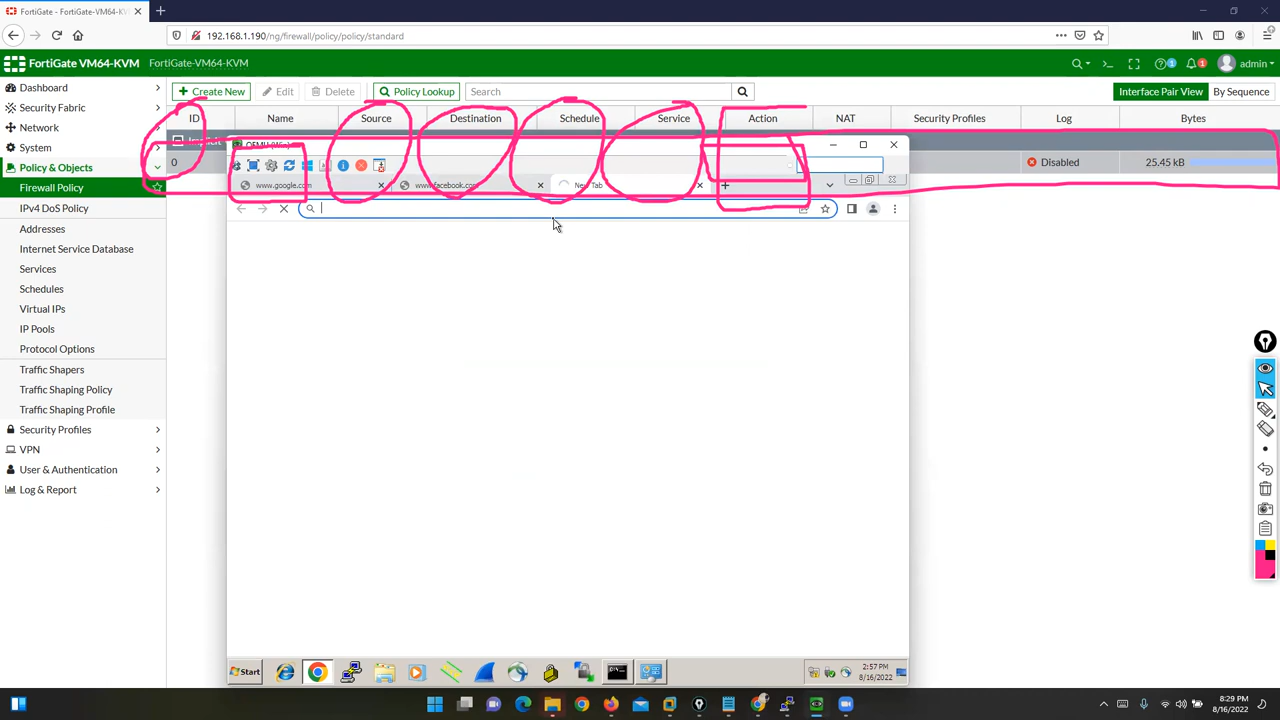 FortiGate - FortiGate-VM64-KV
192.168.1.190/ng/firewall/policy/policy/standard
FortiGate VM64-KVM
FortiGate-VM64-KVM
1
1
admin
Dashboard
Security Fabric
Network
System
Policy & Objects
Firewall Policy
IPv4 DoS Policy
Addresses
Internet Service Database
Services
Schedules
Virtual IPs
IP Pools
Protocol Options
Traffic Shapers
Traffic Shaping Policy
Traffic Shaping Profile
Security Profiles
VPN
User & Authentication
Log & Report
Create New
Edit
Delete
Policy Lookup
Search
Interface Pair View
By Sequence
ID
Name
Source
Destination
Schedule
Service
Action
NAT
Security Profiles
Log
Bytes
0
Disabled
25.45 kB
www.google.com
www.facebook.com
New Tab
Start
2:57 PM
8/16/2022
8:29 PM
8/16/2022